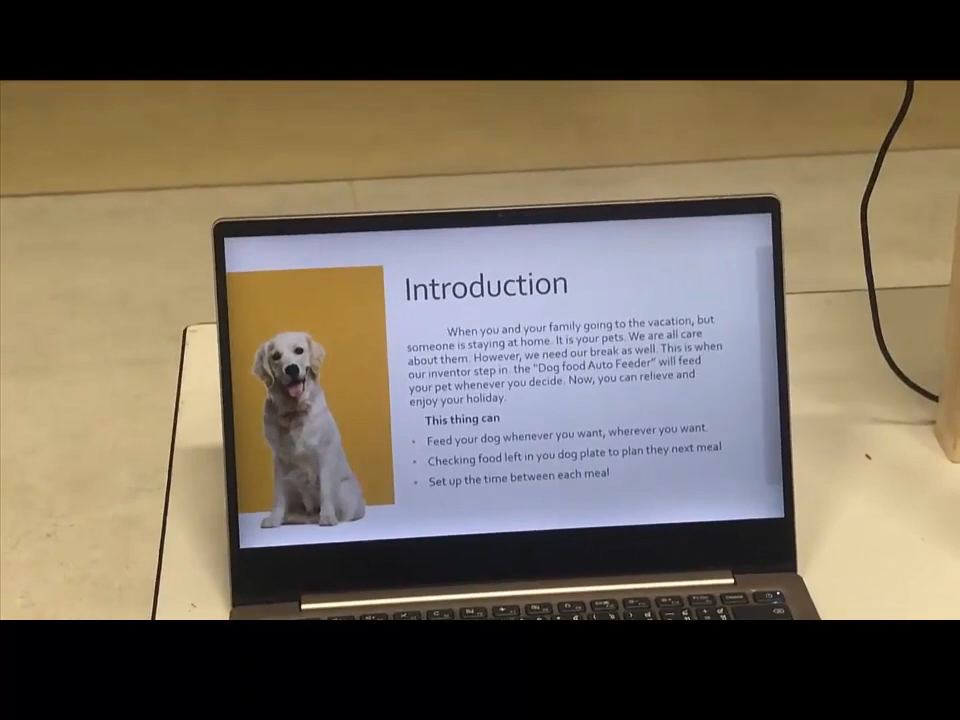 Introduction
When you and your family going to the vacation, but
someone is staying at home. It is your pets. We are all care
about them. However, we need our break as well. This is when
our inventor step in. the "Dog food Auto Feeder" will feed
your pet whenever you decide. Now, you can relieve and
enjoy your holiday.
This thing can
• Feed your dog whenever you want, wherever you want.
• Checking food left in you dog plate to plan they next meal
• Set up the time between each meal